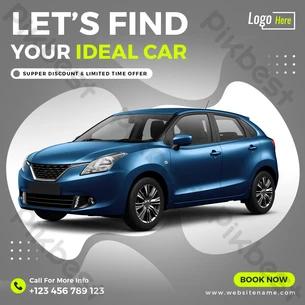 LET'S FIND
YOUR IDEAL CAR
SUPPER DISCOUNT & LIMITED TIME OFFER
Logo Here
Pikbest
Call For More Info
+123 456 789 123
BOOK NOW
www.websitename.com